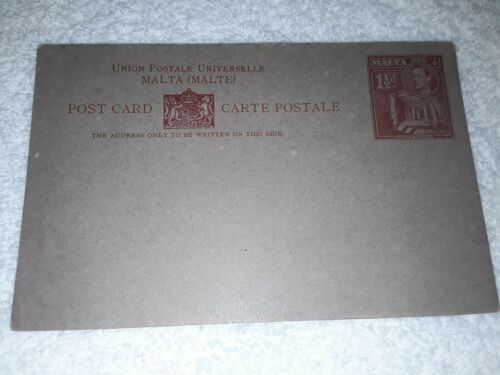 UNION POSTALE UNIVERSELLE
MALTA (MALTE)
POST CARD CARTE POSTALE
THE ADDRESS ONLY TO BE WRITTEN ON THIS SIDE.
MALTA
1½d